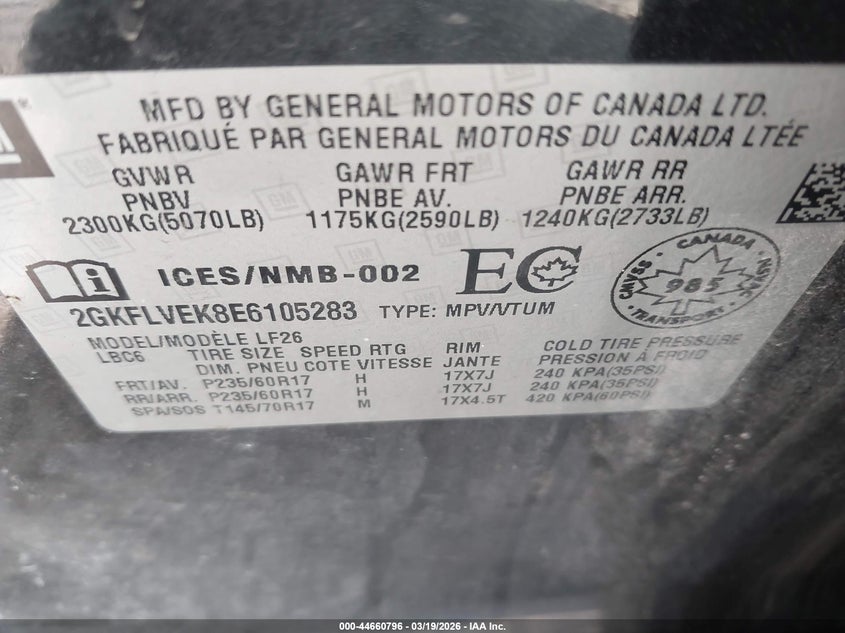 GM ®
MFD BY GENERAL MOTORS OF CANADA LTD.
FABRIQUÉ PAR GENERAL MOTORS DU CANADA LTÉE
GVWR GAWR FRT GAWR RR
PNBV PNBE AV. PNBE ARR.
2300KG(5070LB) 1175KG(2590LB) 1240KG(2733LB)
ICES/NMB-002 EC CANADA CMVSS 985 NSVAC TRANSPORT
2GKFLVEK8E6105283 TYPE: MPV/VTUM
MODEL/MODÈLE LF26
LBC6 TIRE SIZE SPEED RTG RIM COLD TIRE PRESSURE
DIM. PNEU COTE VITESSE JANTE PRESSION À FROID
FRT/AV. P235/60R17 H 17X7J 240 KPA(35PSI)
RR/ARR. P235/60R17 H 17X7J 240 KPA(35PSI)
SPA/SOS T145/70R17 M 17X4.5T 420 KPA(60PSI)
000-44660796 — 03/19/2026 — IAA Inc.